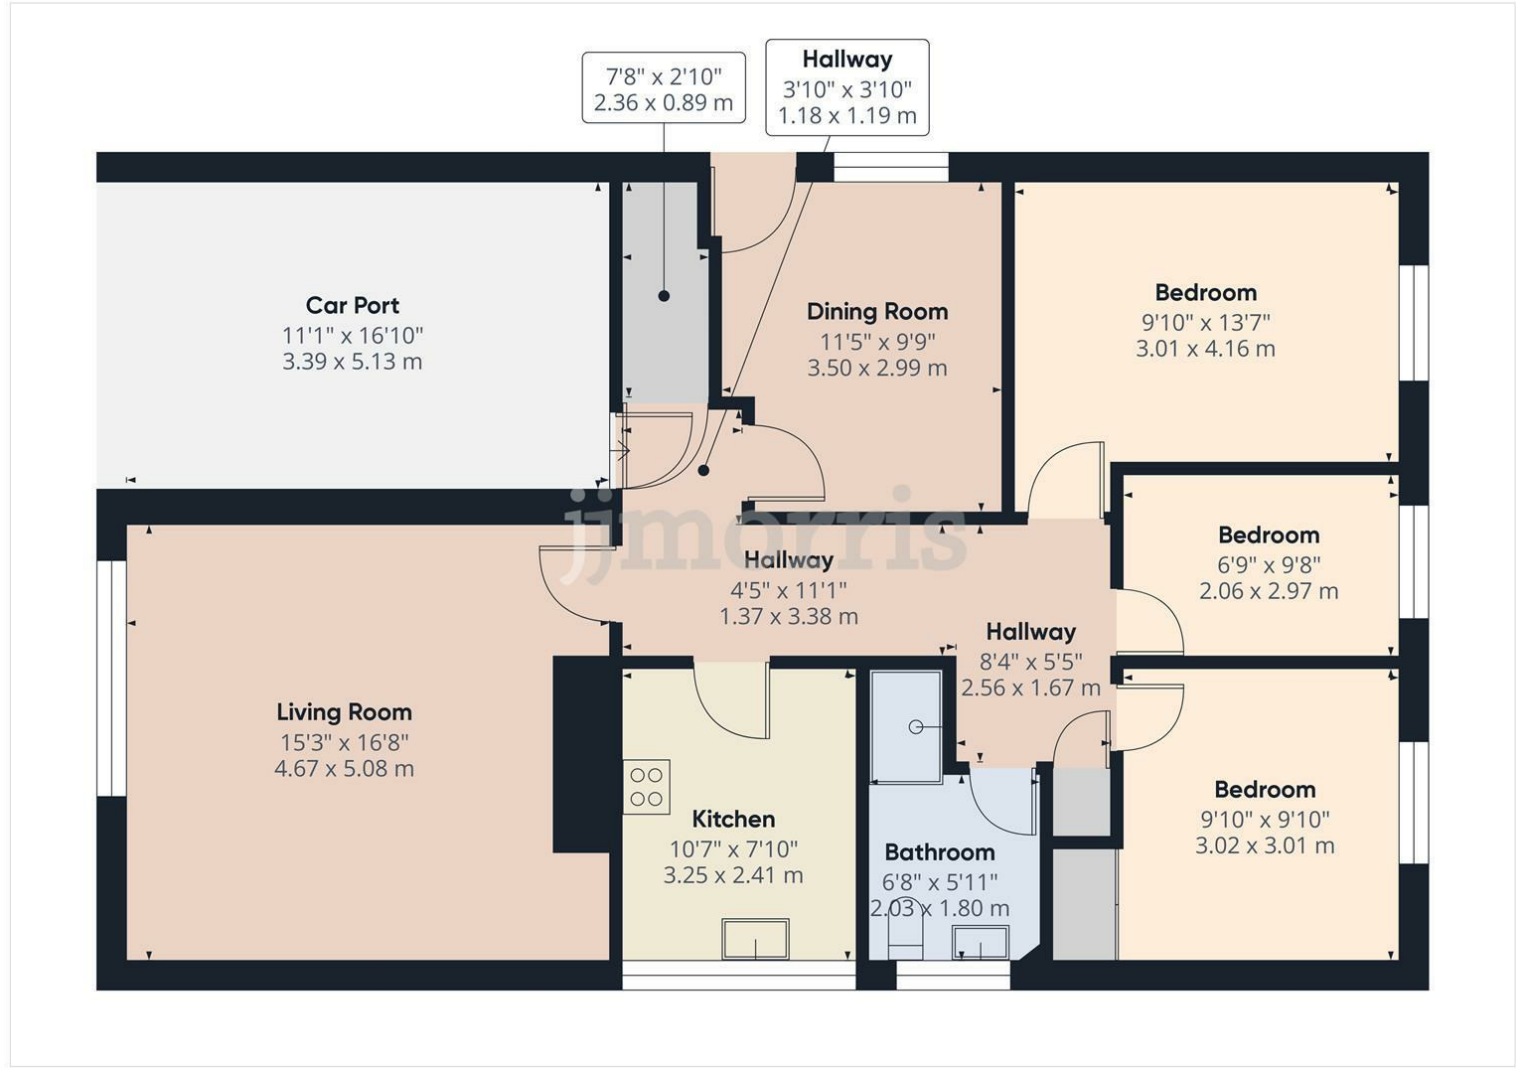 7'8" x 2'10"
2.36 x 0.89 m
Hallway
3'10" x 3'10"
1.18 x 1.19 m
Car Port
11'1" x 16'10"
3.39 x 5.13 m
Dining Room
11'5" x 9'9"
3.50 x 2.99 m
Bedroom
9'10" x 13'7"
3.01 x 4.16 m
jjmorris
Hallway
4'5" x 11'1"
1.37 x 3.38 m
Bedroom
6'9" x 9'8"
2.06 x 2.97 m
Hallway
8'4" x 5'5"
2.56 x 1.67 m
Living Room
15'3" x 16'8"
4.67 x 5.08 m
Kitchen
10'7" x 7'10"
3.25 x 2.41 m
Bathroom
6'8" x 5'11"
2.03 x 1.80 m
Bedroom
9'10" x 9'10"
3.02 x 3.01 m